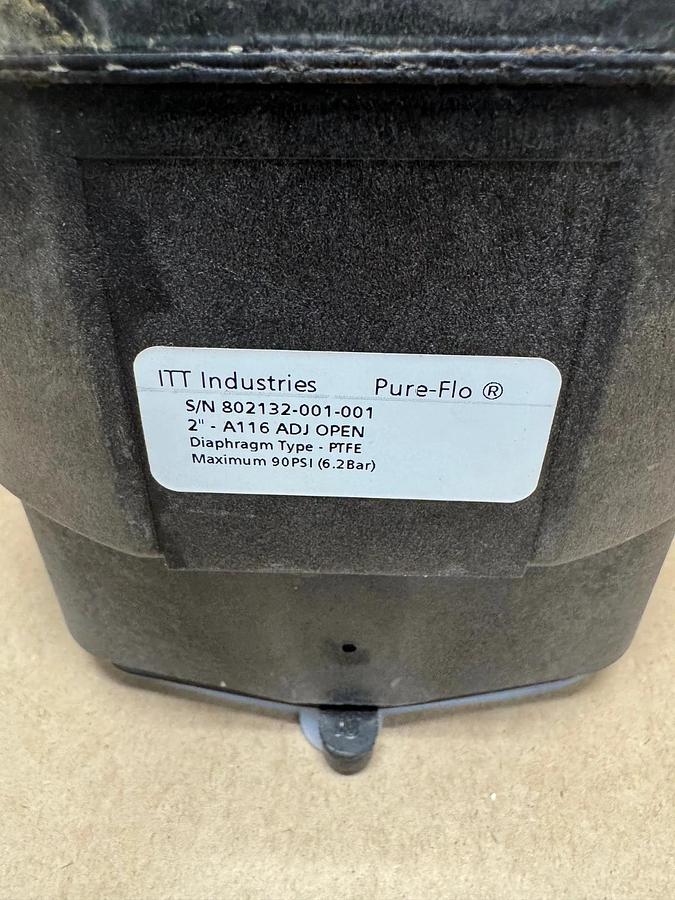 ITT Industries Pure-Flo ®
S/N 802132-001-001
2" - A116 ADJ OPEN
Diaphragm Type - PTFE
Maximum 90PSI (6.2Bar)